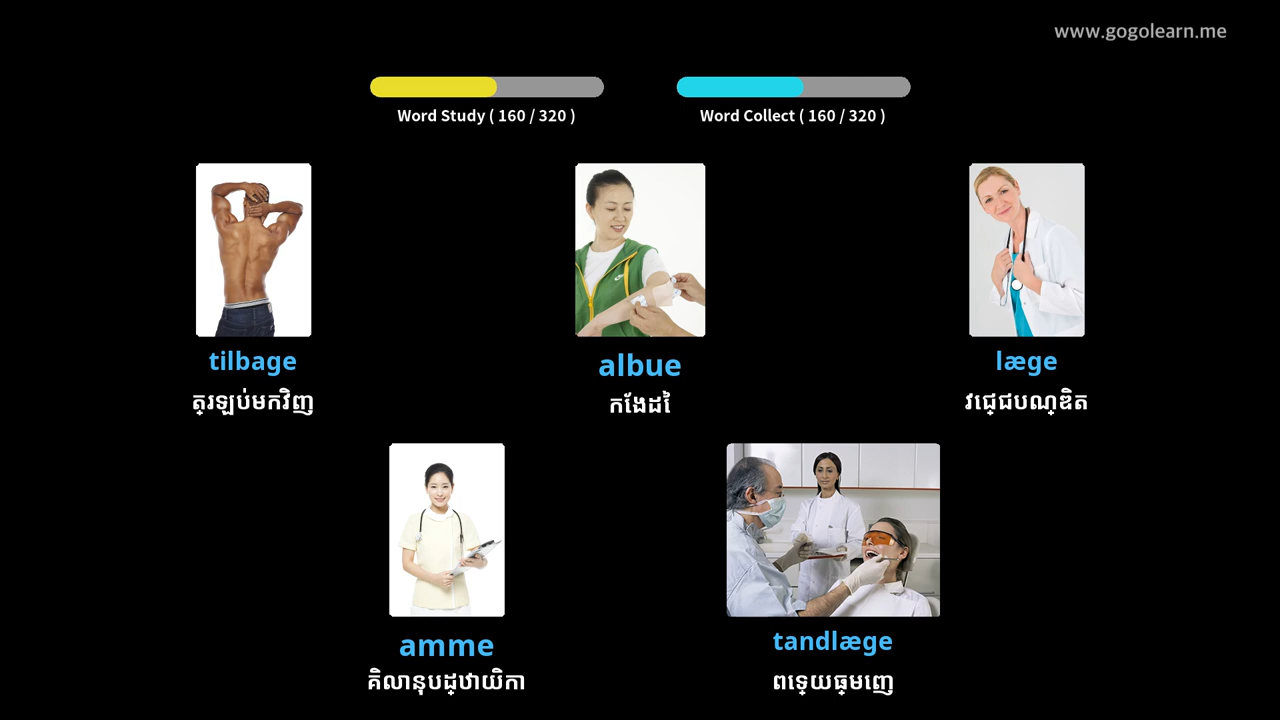 www.gogolearn.me
Word Study ( 160 / 320 )
Word Collect ( 160 / 320 )
tilbage
ត្រឡប់មកវិញ
albue
កែងដៃ
læge
វេជ្ជបណ្ឌិត
amme
គិលានុបដ្ឋាយិកា
tandlæge
ពេទ្យធ្មេញ